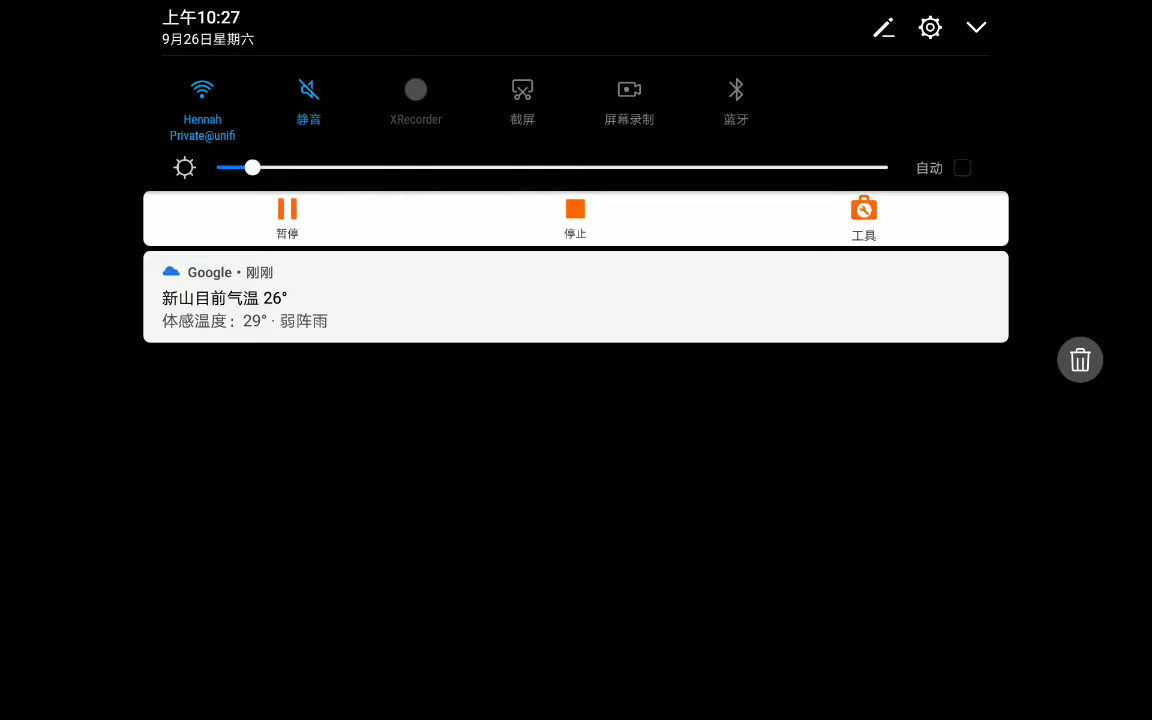 上午10:27
9月26日星期六
Hennah
Private@unifi
静音
XRecorder
截屏
屏幕录制
蓝牙
自动
暂停
停止
工具
Google • 刚刚
新山目前气温 26°
体感温度：29° · 弱阵雨